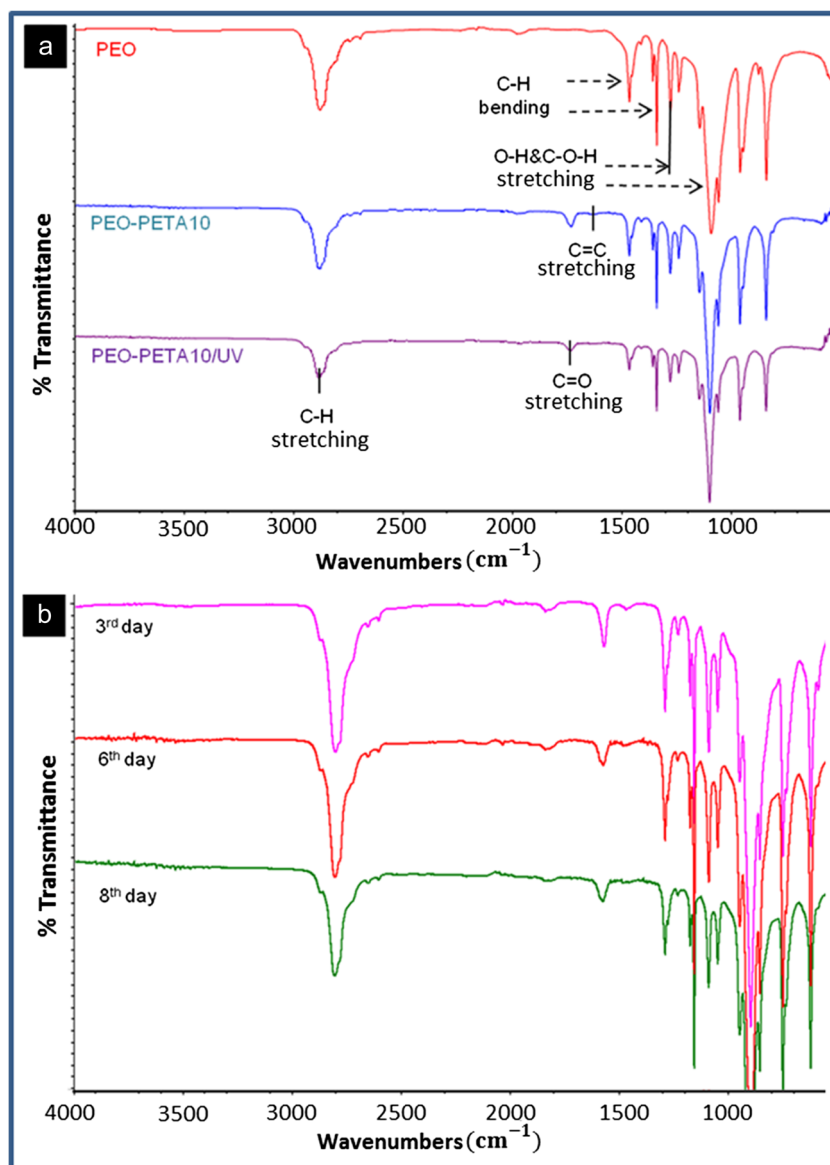 a
PEO
C-H
bending
O-H&C-O-H
stretching
PEO-PETA10
C=C
stretching
PEO-PETA10/UV
C=O
stretching
C-H
stretching
% Transmittance
4000 3500 3000 2500 2000 1500 1000
Wavenumbers (cm⁻¹)
b
3rd day
6th day
8th day
% Transmittance
4000 3500 3000 2500 2000 1500 1000
Wavenumbers (cm⁻¹)